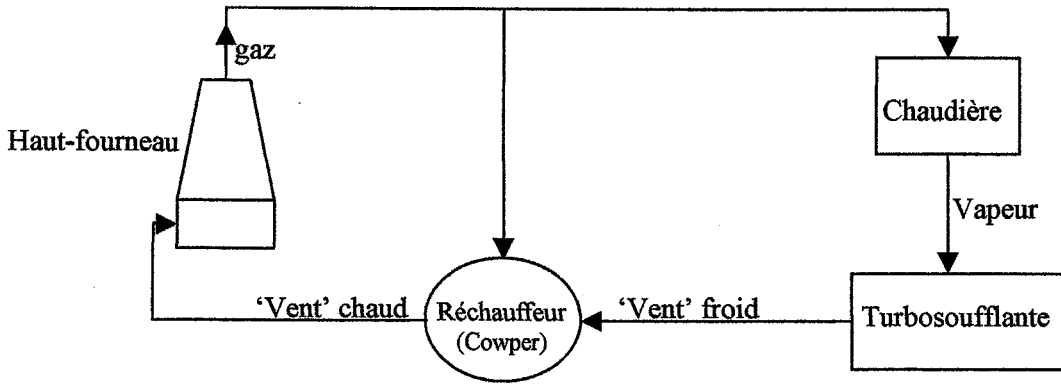 gaz
Haut-fourneau
Chaudière
Vapeur
‘Vent’ chaud
Réchauffeur
(Cowper)
‘Vent’ froid
Turbosoufflante